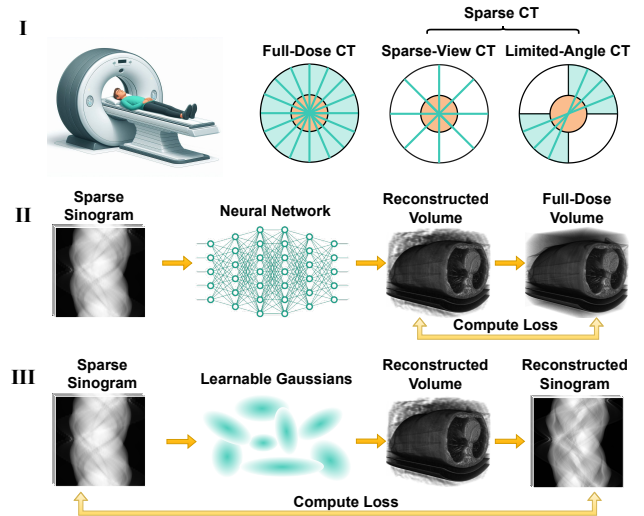 I
Sparse CT
Full-Dose CT
Sparse-View CT
Limited-Angle CT
II
Sparse
Sinogram
Neural Network
Reconstructed
Volume
Full-Dose
Volume
Compute Loss
III
Sparse
Sinogram
Learnable Gaussians
Reconstructed
Volume
Reconstructed
Sinogram
Compute Loss